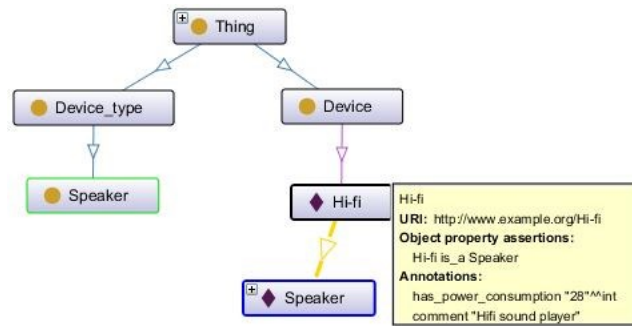 Thing
Device_type
Device
Speaker
Hi-fi
Speaker
Hi-fi
URI: http://www.example.org/Hi-fi
Object property assertions:
Hi-fi is_a Speaker
Annotations:
has_power_consumption "28"^^int
comment "Hifi sound player"